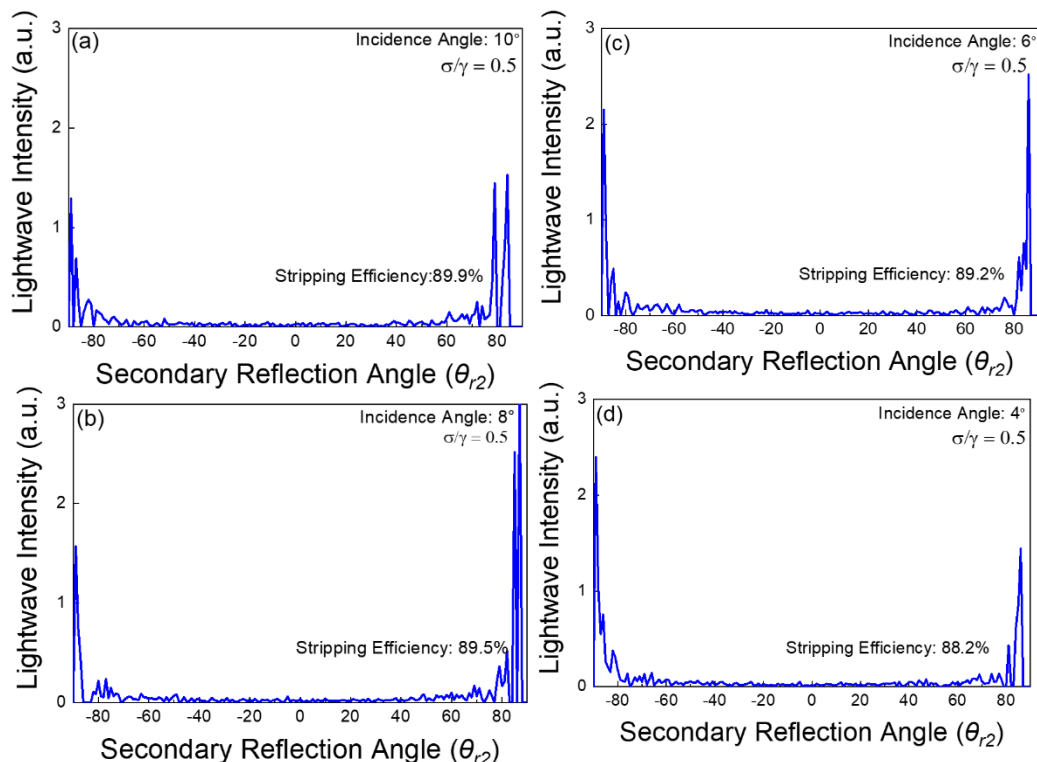 (a)
Incidence Angle: 10°
σ/γ = 0.5
Stripping Efficiency:89.9%
Lightwave Intensity (a.u.)
3
2
1
0
-80 -60 -40 -20 0 20 40 60 80
Secondary Reflection Angle (θr2)
(c)
Incidence Angle: 6°
σ/γ = 0.5
Stripping Efficiency: 89.2%
Lightwave Intensity (a.u.)
3
2
1
0
-80 -60 -40 -20 0 20 40 60 80
Secondary Reflection Angle (θr2)
(b)
Incidence Angle: 8°
σ/γ = 0.5
Stripping Efficiency: 89.5%
Lightwave Intensity (a.u.)
3
2
1
0
-80 -60 -40 -20 0 20 40 60 80
Secondary Reflection Angle (θr2)
(d)
Incidence Angle: 4°
σ/γ = 0.5
Stripping Efficiency: 88.2%
Lightwave Intensity (a.u.)
3
2
1
0
-80 -60 -40 -20 0 20 40 60 80
Secondary Reflection Angle (θr2)